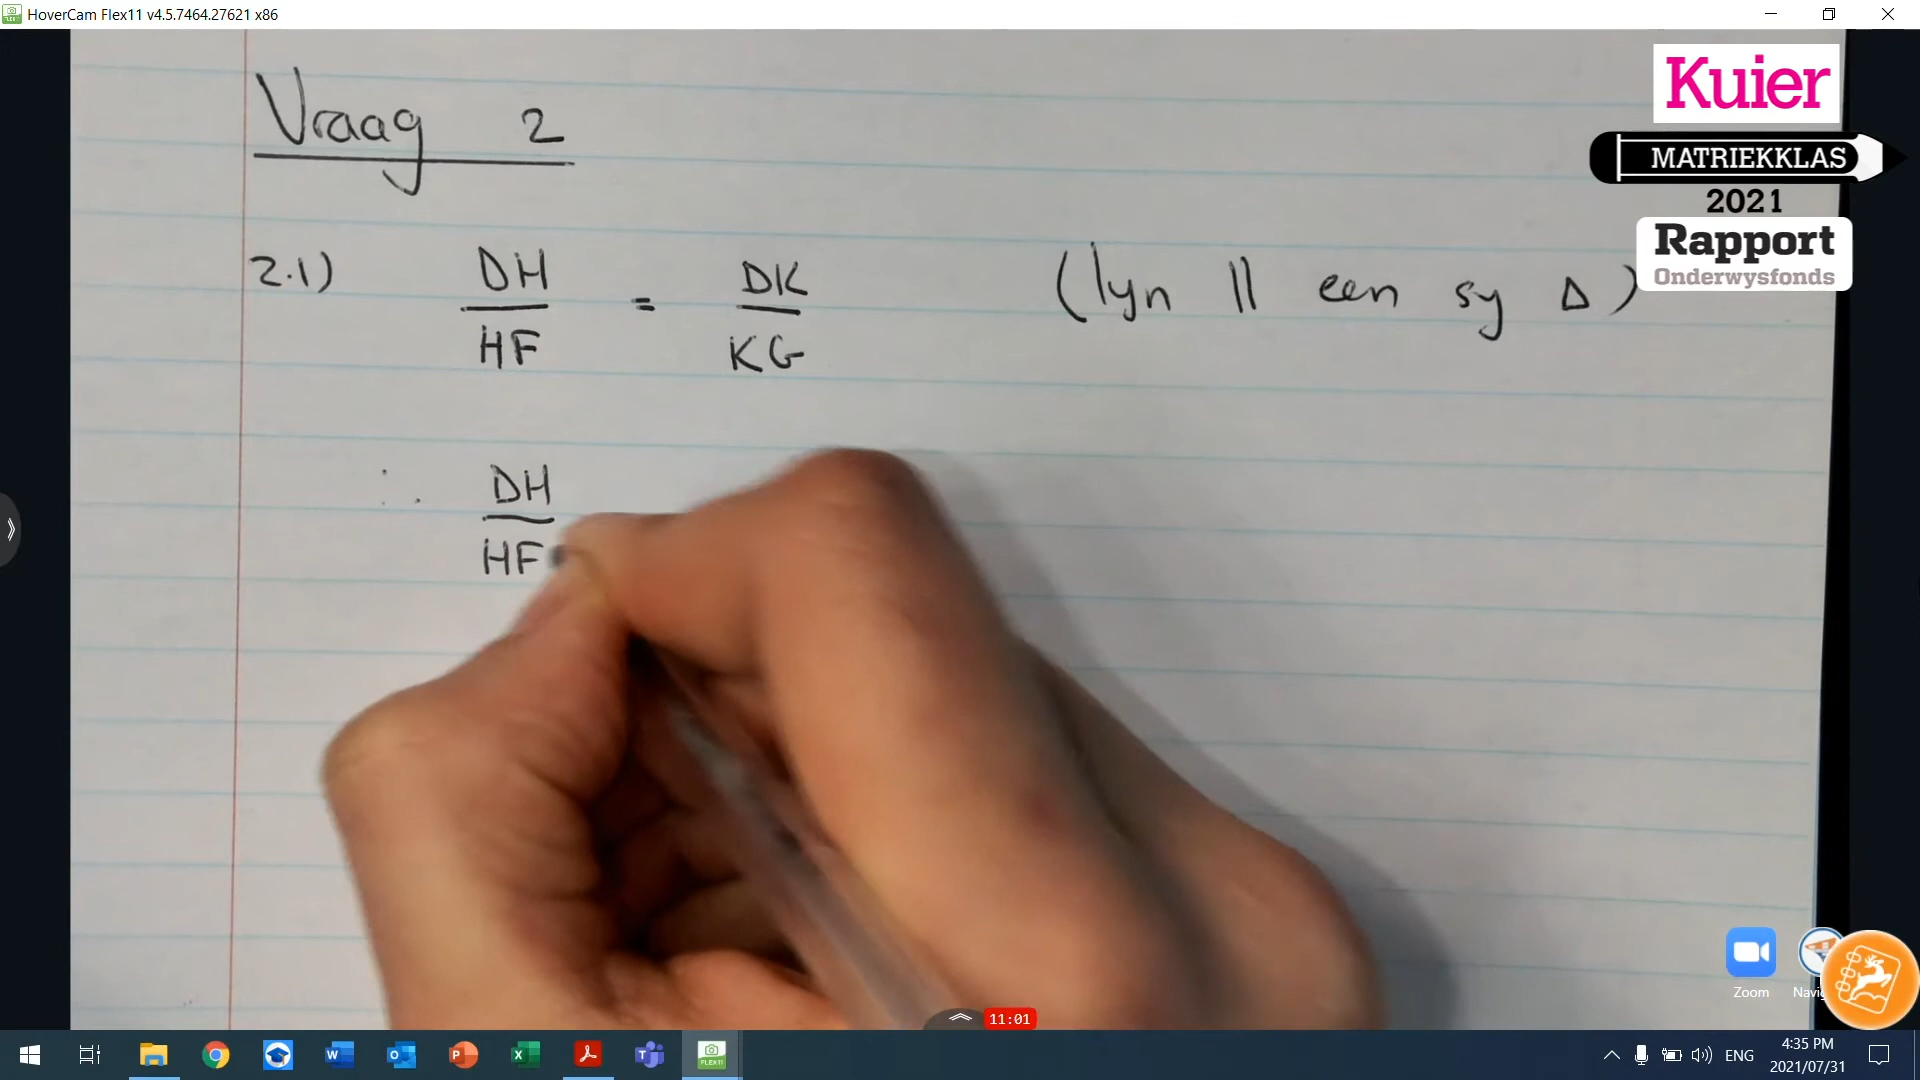 HoverCam Flex11 v4.5.7464.27621 x86
Kuier
MATRIEKKLAS
2021
Rapport
Onderwysfonds
Vraag 2
2.1) DH/HF = DK/KG (lyn || een sy Δ)
∴ DH/HF
Zoom
11:01
ENG
4:35 PM
2021/07/31
FLEX11